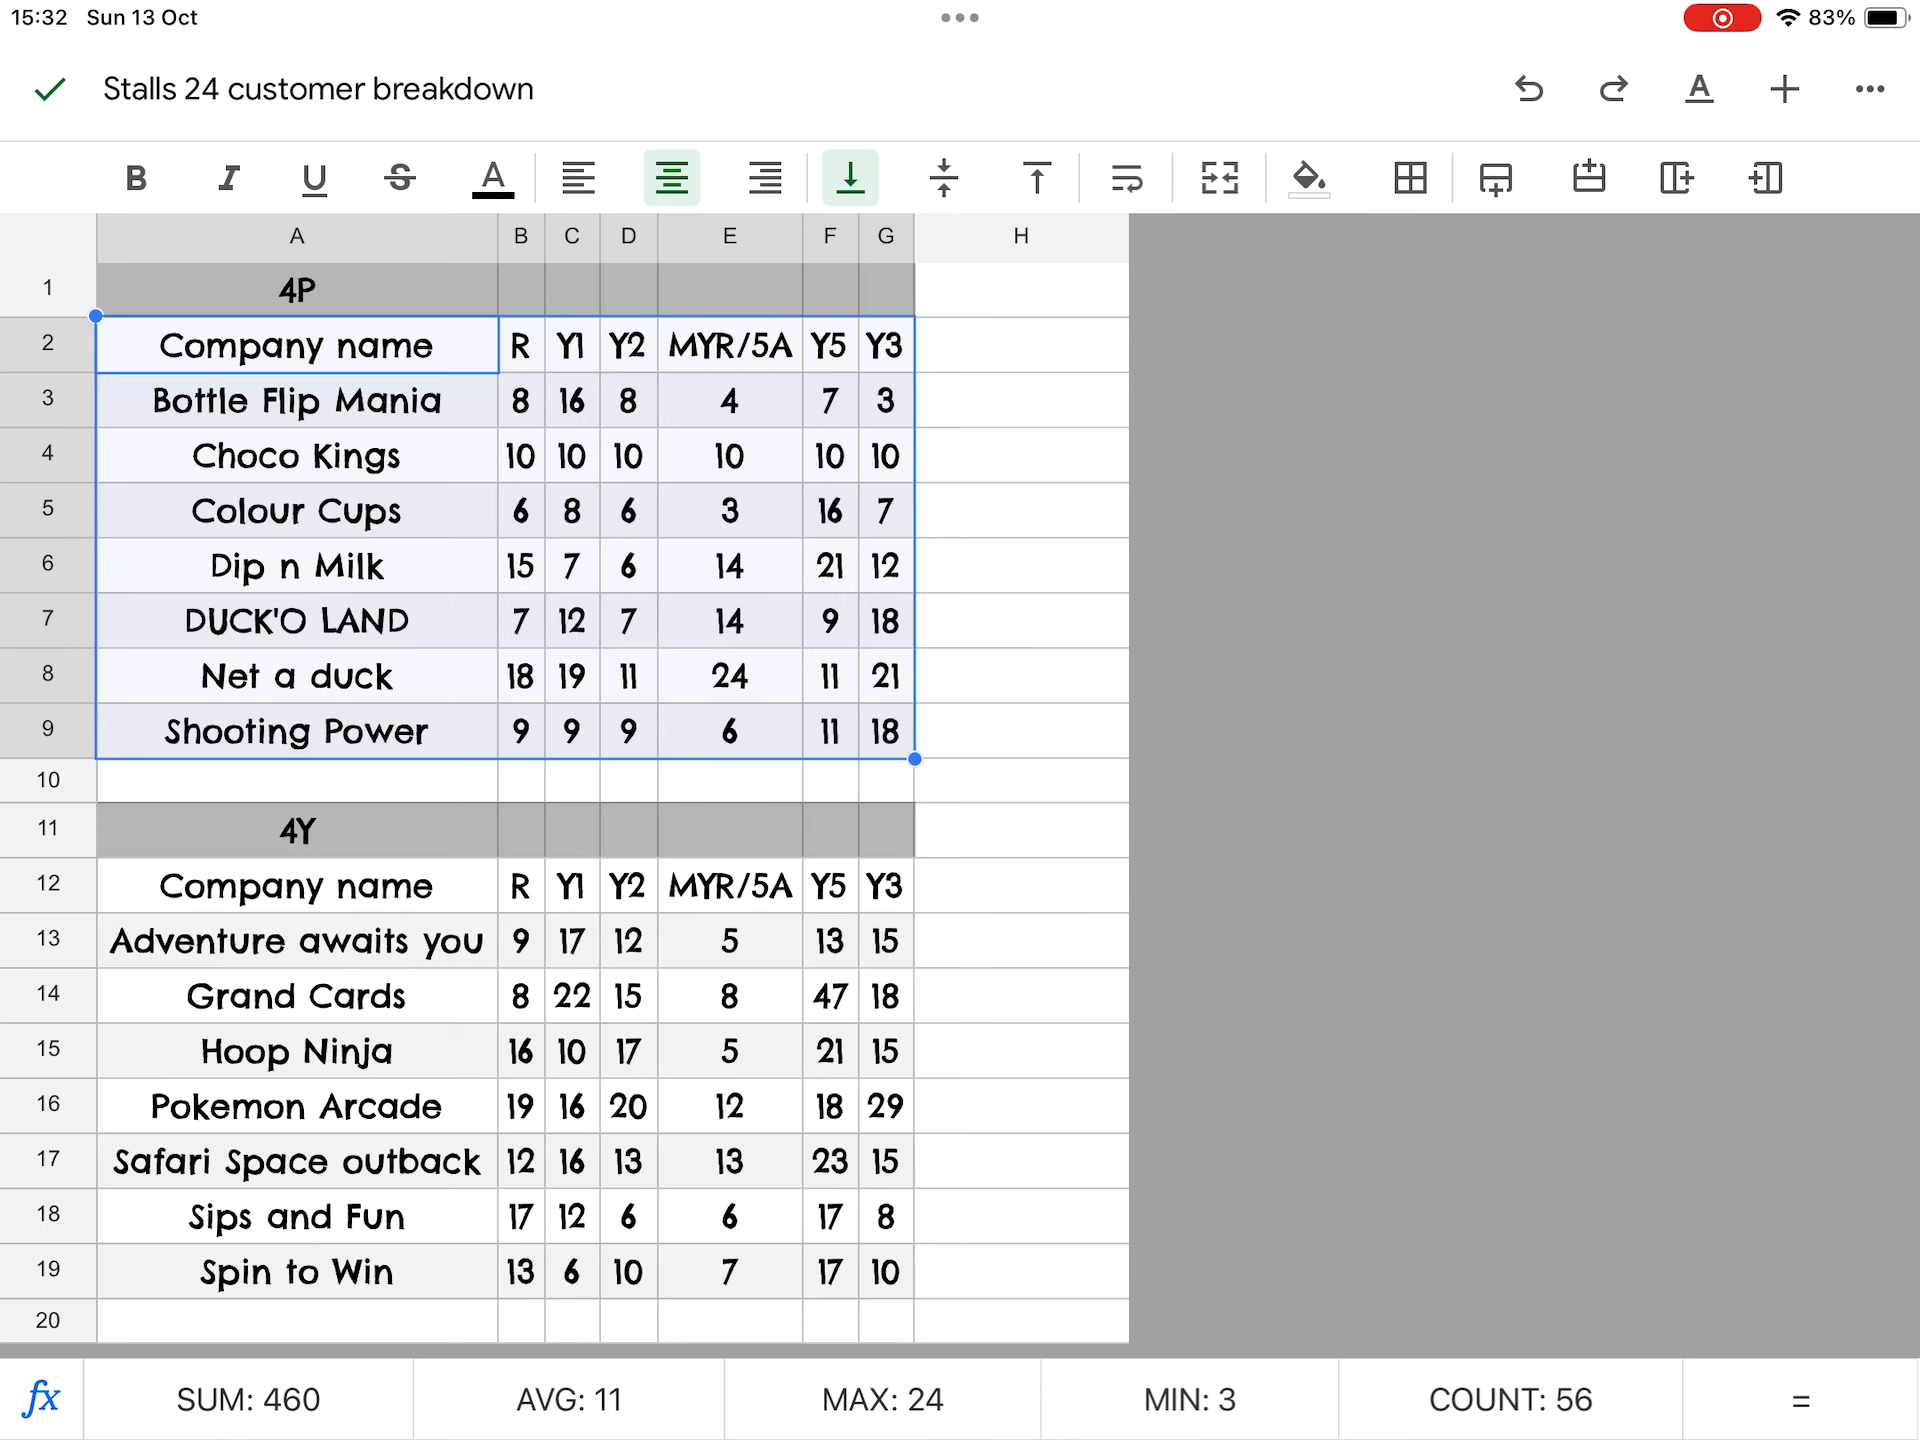 15:32 Sun 13 Oct 83%
Stalls 24 customer breakdown
B I U S A
A B C D E F G H
1 4P
2 Company name R Y1 Y2 MYR/5A Y5 Y3
3 Bottle Flip Mania 8 16 8 4 7 3
4 Choco Kings 10 10 10 10 10 10
5 Colour Cups 6 8 6 3 16 7
6 Dip n Milk 15 7 6 14 21 12
7 DUCK'O LAND 7 12 7 14 9 18
8 Net a duck 18 19 11 24 11 21
9 Shooting Power 9 9 9 6 11 18
10
11 4Y
12 Company name R Y1 Y2 MYR/5A Y5 Y3
13 Adventure awaits you 9 17 12 5 13 15
14 Grand Cards 8 22 15 8 47 18
15 Hoop Ninja 16 10 17 5 21 15
16 Pokemon Arcade 19 16 20 12 18 29
17 Safari Space outback 12 16 13 13 23 15
18 Sips and Fun 17 12 6 6 17 8
19 Spin to Win 13 6 10 7 17 10
20
fx SUM: 460 AVG: 11 MAX: 24 MIN: 3 COUNT: 56 =